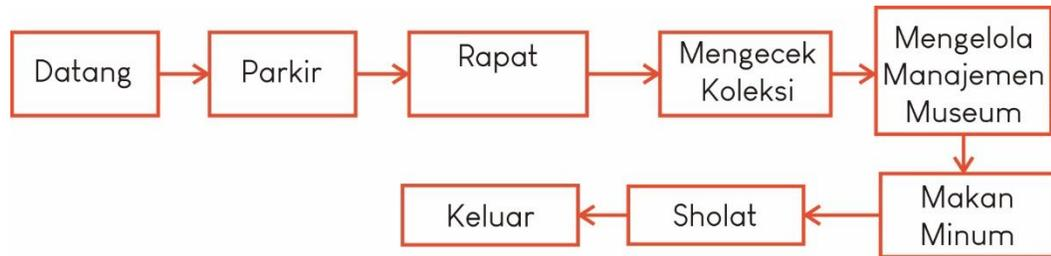 Datang
Parkir
Rapat
Mengecek
Koleksi
Mengelola
Manajemen
Museum
Makan
Minum
Sholat
Keluar